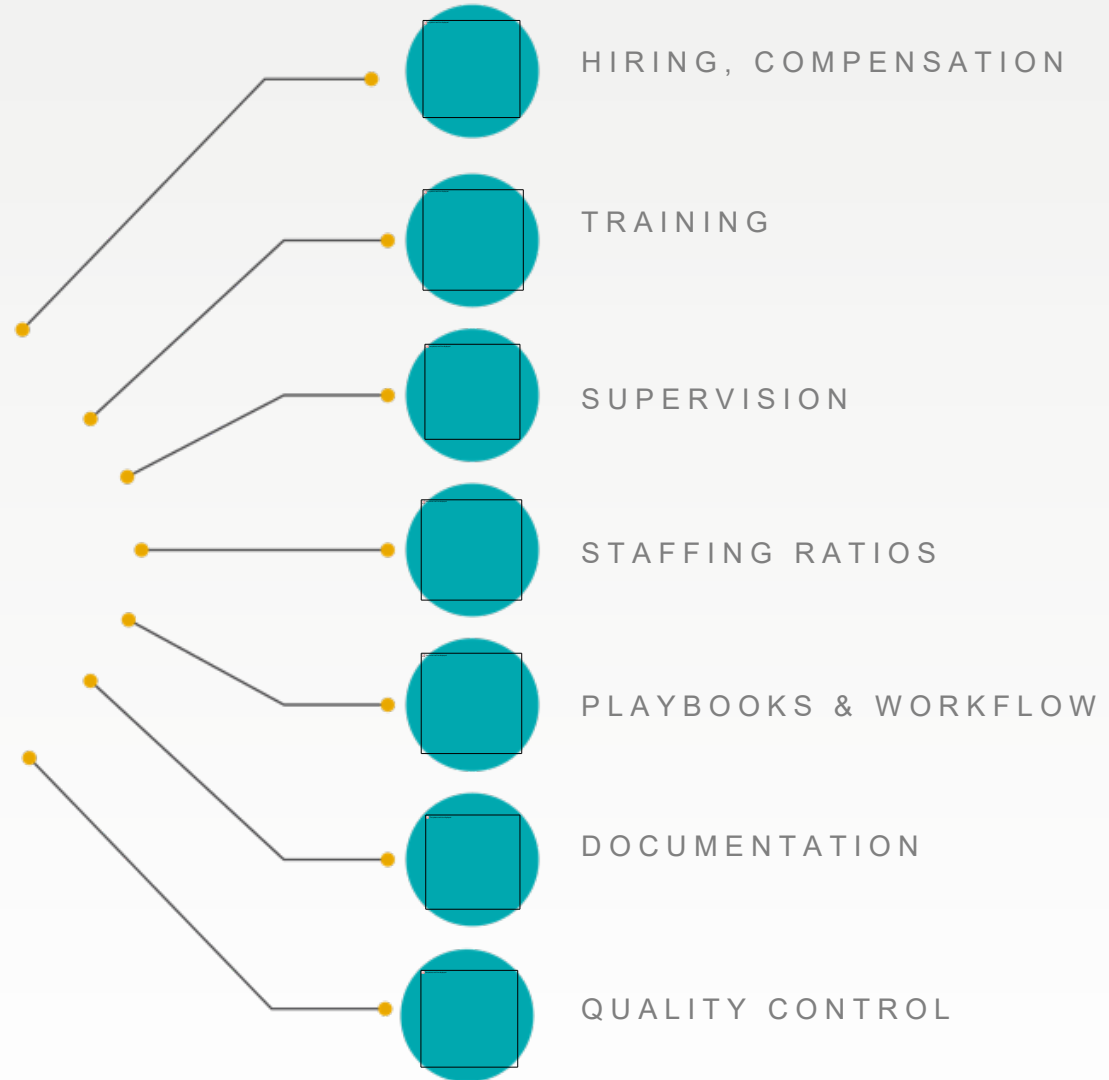 HIRING, COMPENSATION
TRAINING
SUPERVISION
STAFFING RATIOS
PLAYBOOKS & WORKFLOW
DOCUMENTATION
QUALITY CONTROL